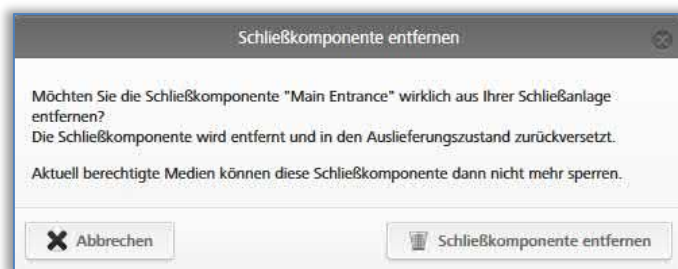 Schließkomponente entfernen
Möchten Sie die Schließkomponente "Main Entrance" wirklich aus Ihrer Schließanlage
entfernen?
Die Schließkomponente wird entfernt und in den Auslieferungszustand zurückversetzt.
Aktuell berechtigte Medien können diese Schließkomponente dann nicht mehr sperren.
Abbrechen
Schließkomponente entfernen